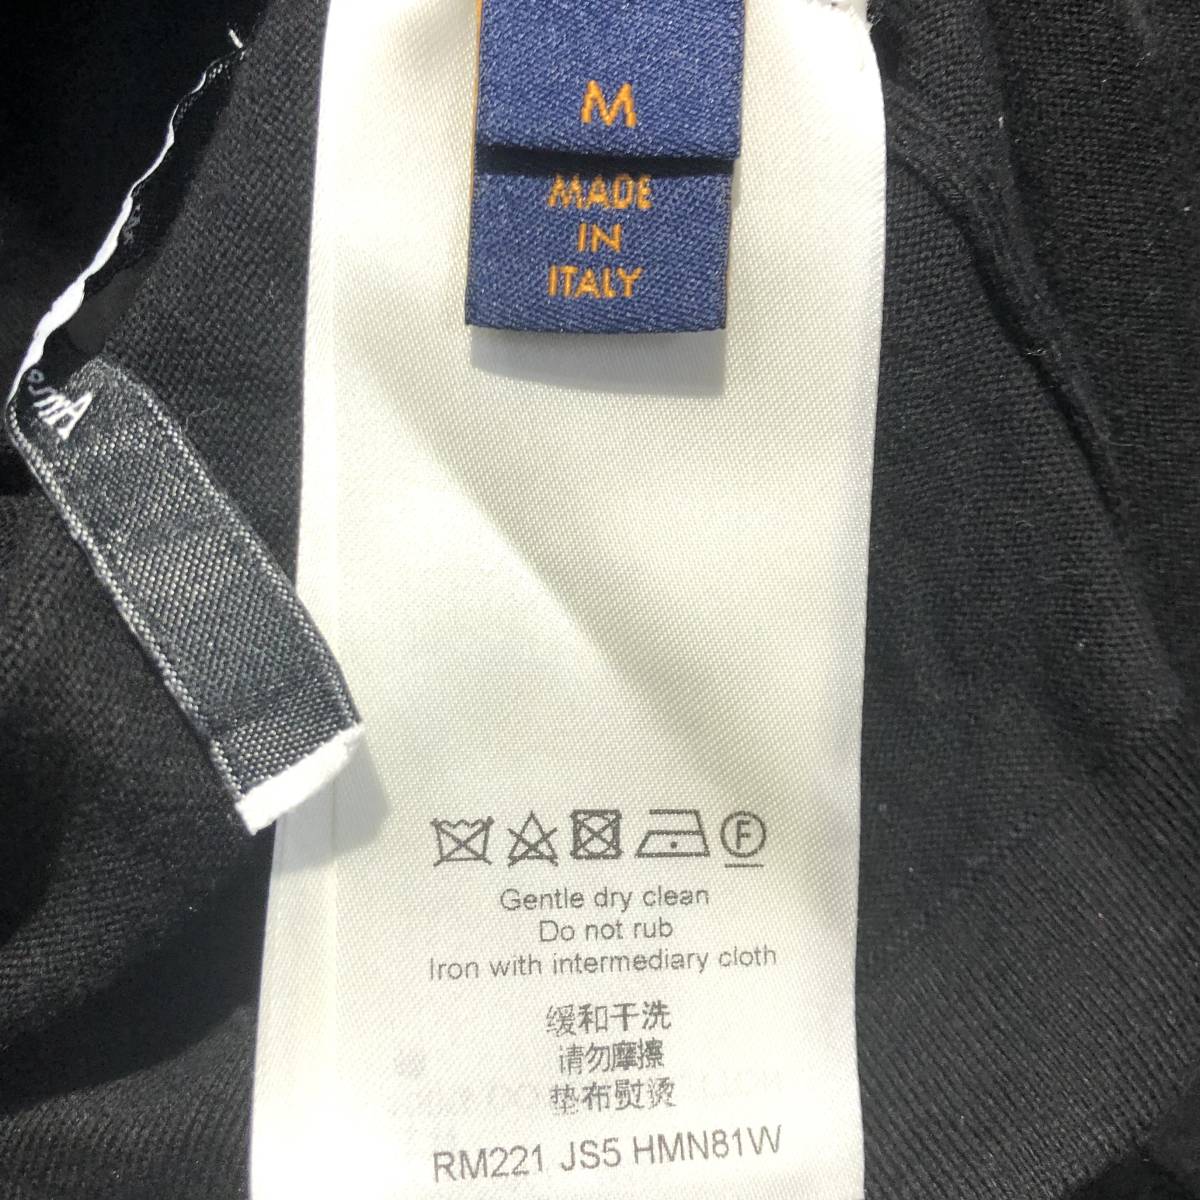 M
MADE
IN
ITALY
F
Gentle dry clean
Do not rub
Iron with intermediary cloth
缓和干洗
请勿摩擦
垫布熨烫
RM221 JS5 HMN81W